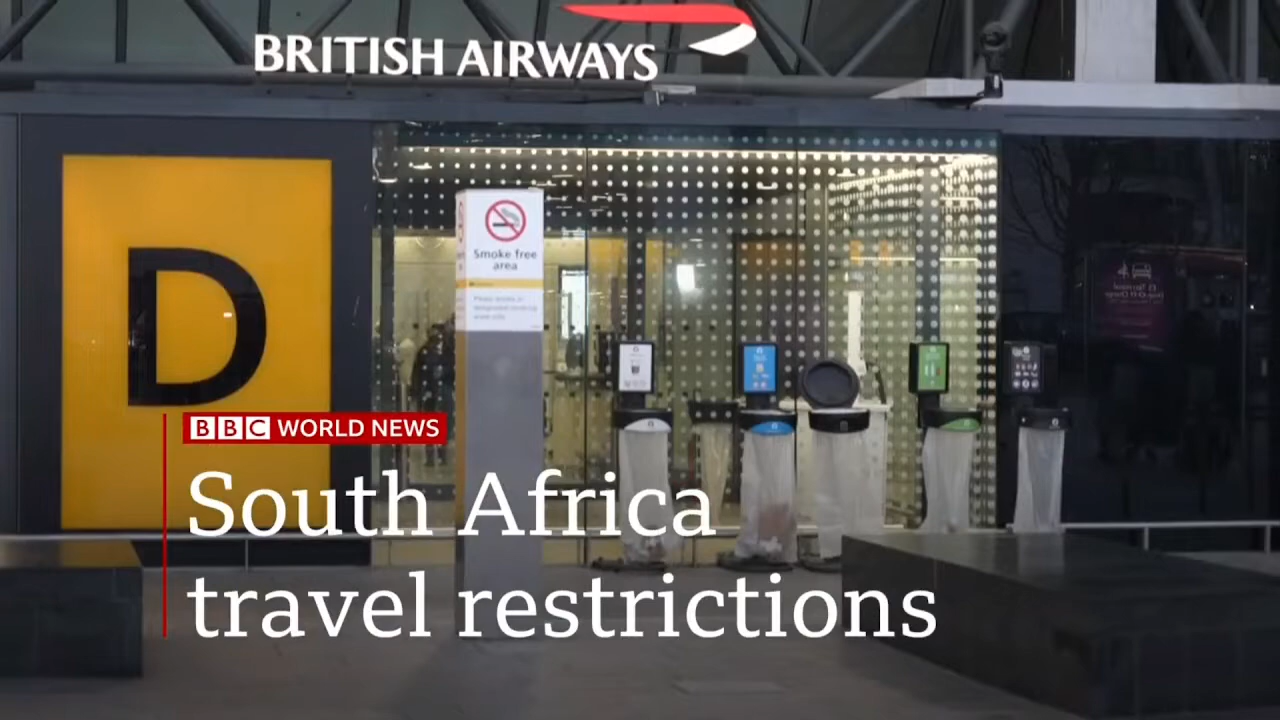 BRITISH AIRWAYS
D
Smoke free
area
BBC WORLD NEWS
South Africa
travel restrictions